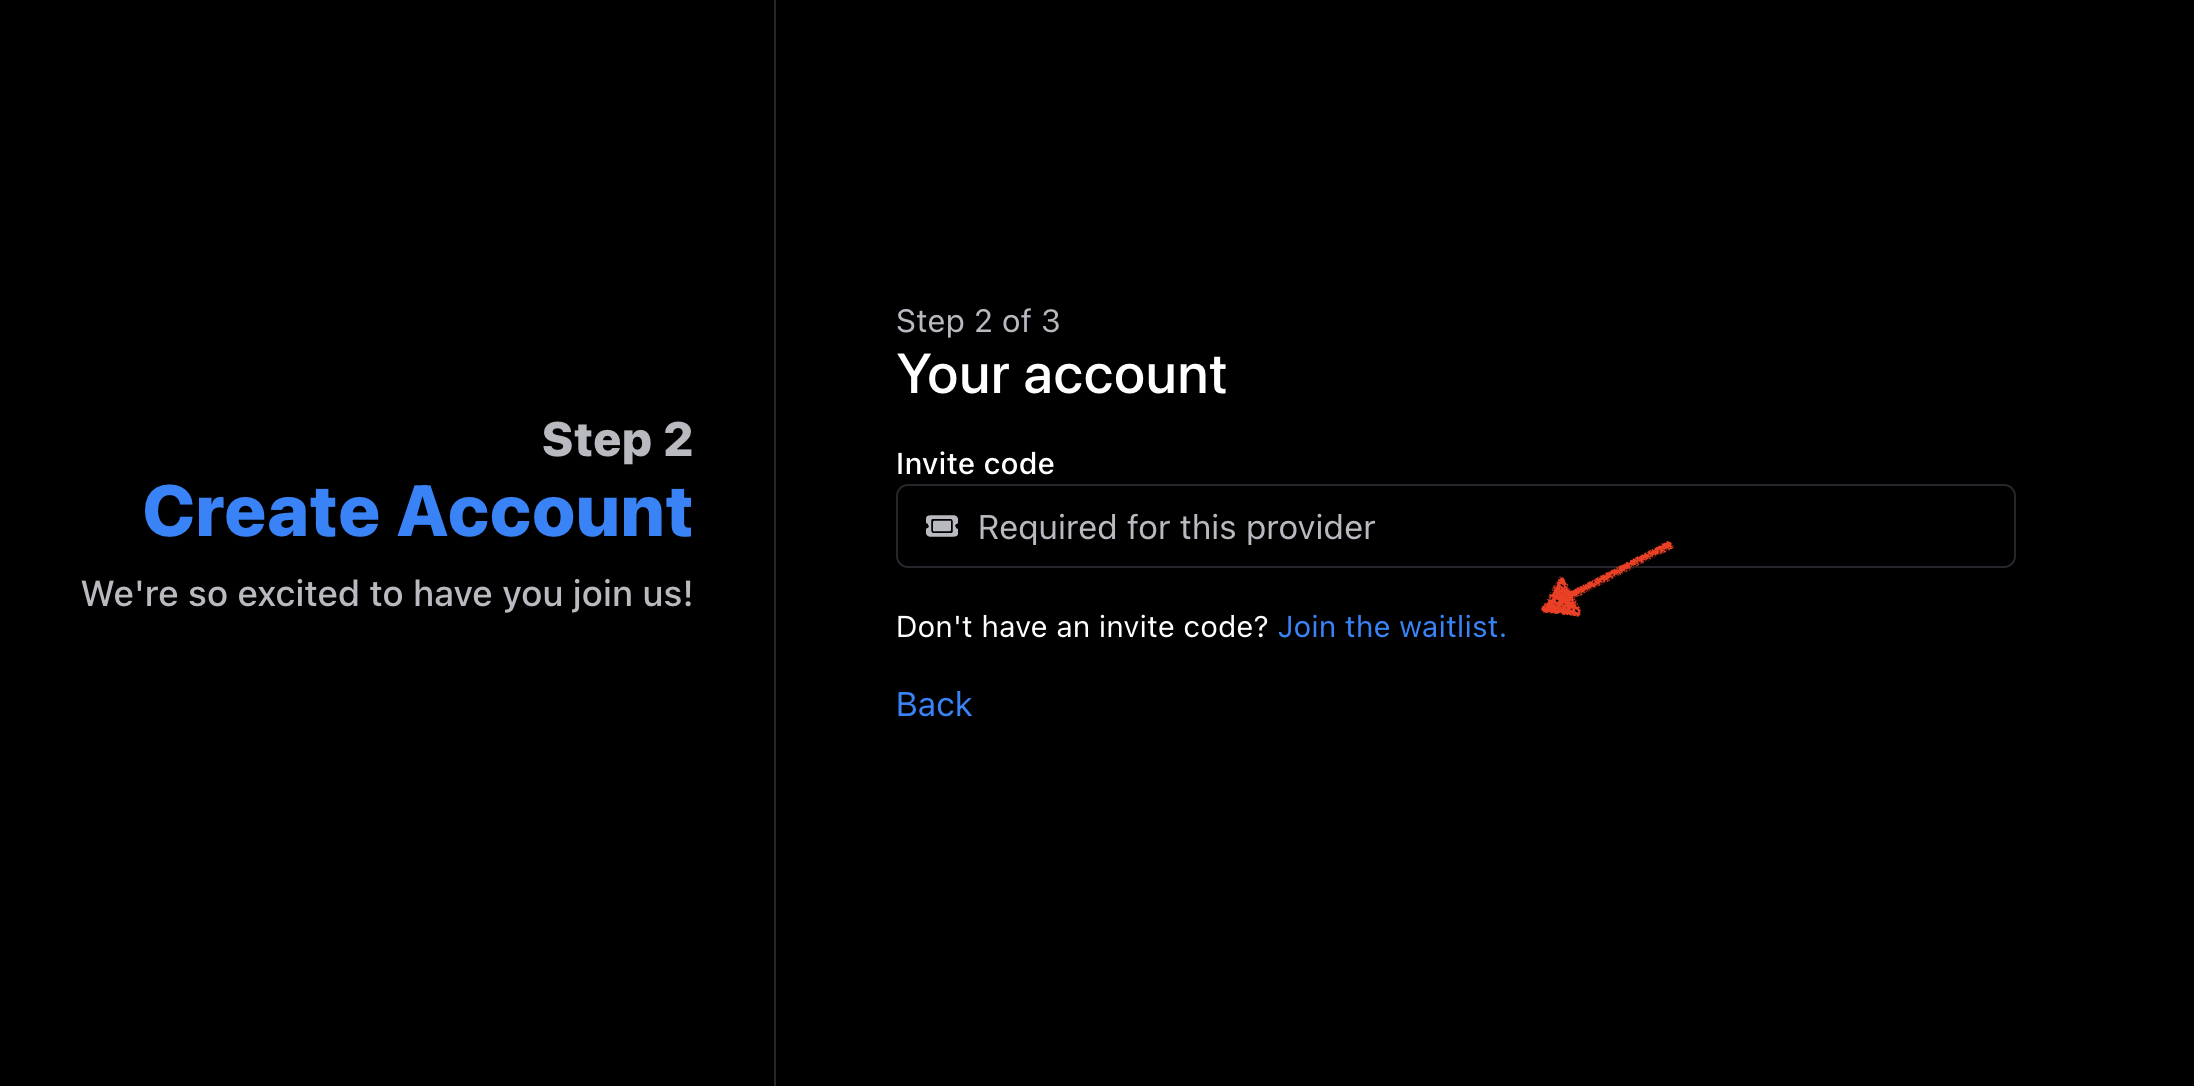 Step 2
Create Account
We're so excited to have you join us!
Step 2 of 3
Your account
Invite code
Required for this provider
Don't have an invite code? Join the waitlist.
Back